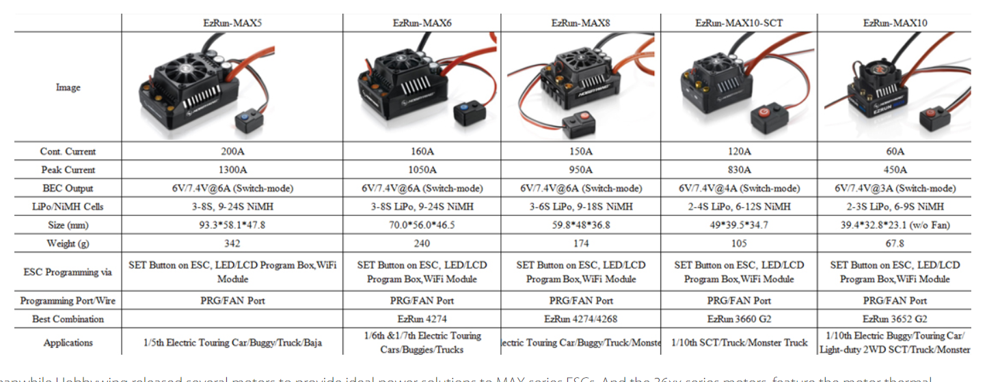 EzRun-MAX5 EzRun-MAX6 EzRun-MAX8 EzRun-MAX10-SCT EzRun-MAX10
Image
HOBBYWING HOBBYWING HOBBYWING HOBBYWING HOBBYWING
EZRUN
Cont. Current 200A 160A 150A 120A 60A
Peak Current 1300A 1050A 950A 830A 450A
BEC Output 6V/7.4V@6A (Switch-mode) 6V/7.4V@6A (Switch-mode) 6V/7.4V@6A (Switch-mode) 6V/7.4V@4A (Switch-mode) 6V/7.4V@3A (Switch-mode)
LiPo/NiMH Cells 3-8S, 9-24S NiMH 3-8S LiPo, 9-24S NiMH 3-6S LiPo, 9-18S NiMH 2-4S LiPo, 6-12S NiMH 2-3S LiPo, 6-9S NiMH
Size (mm) 93.3*58.1*47.8 70.0*56.0*46.5 59.8*48*36.8 49*39.5*34.7 39.4*32.8*23.1 (w/o Fan)
Weight (g) 342 240 174 105 67.8
ESC Programming via SET Button on ESC, LED/LCD Program Box,WiFi SET Button on ESC, LED/LCD SET Button on ESC, LED/LCD SET Button on ESC, LED/LCD SET Button on ESC, LED/LCD
Module Program Box,WiFi Module Program Box,WiFi Module Program Box,WiFi Module Program Box,WiFi Module
Programming Port/Wire PRG/FAN Port PRG/FAN Port PRG/FAN Port PRG/FAN Port PRG/FAN Port
Best Combination EzRun 4274 EzRun 4274/4268 EzRun 3660 G2 EzRun 3652 G2
Applications 1/5th Electric Touring Car/Buggy/Truck/Baja 1/6th &1/7th Electric Touring lectric Touring Car/Buggy/Truck/Monste 1/10th SCT/Truck/Monster Truck 1/10th Electric Buggy/Touring Car/
Cars/Buggies/Trucks Light-duty 2WD SCT/Truck/Monster
eanwhile Hobbywing released several motors to provide ideal power solutions to MAX series ESCs. And the 36xx series motors feature the motor thermal